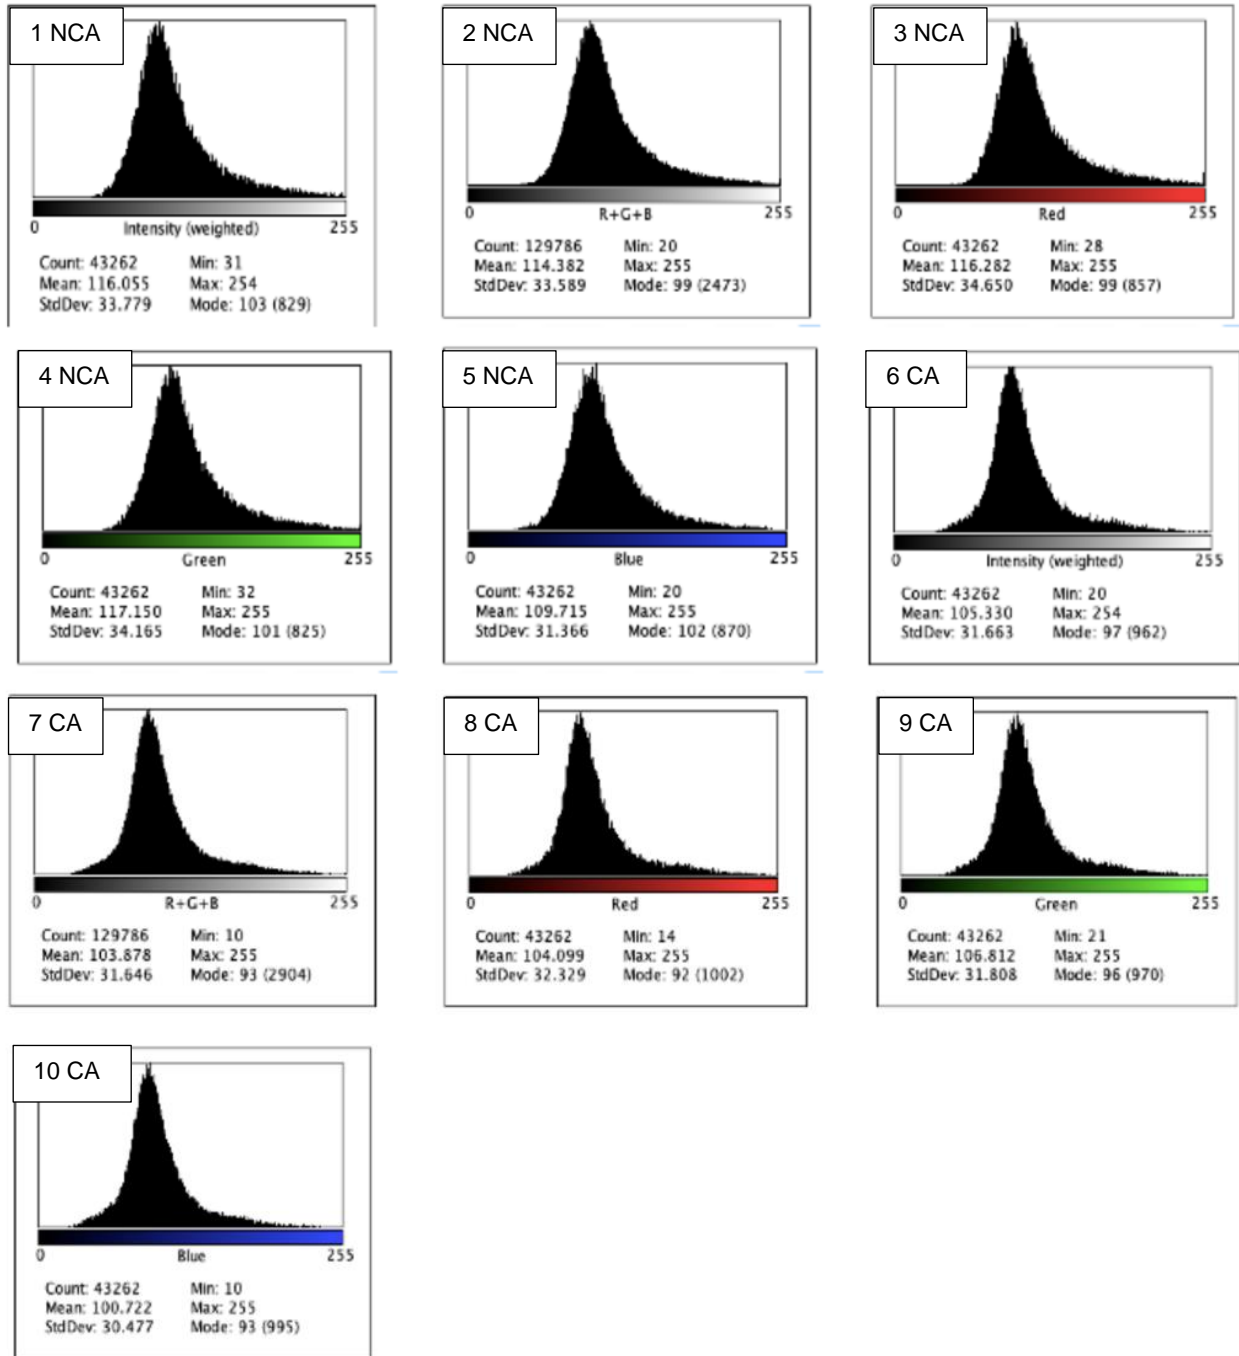 1 NCA
0 255
Intensity (weighted)
Count: 43262 Min: 31
Mean: 116.055 Max: 254
StdDev: 33.779 Mode: 103 (829)
2 NCA
0 255
R+G+B
Count: 129786 Min: 20
Mean: 114.382 Max: 255
StdDev: 33.589 Mode: 99 (2473)
3 NCA
0 255
Red
Count: 43262 Min: 28
Mean: 116.282 Max: 255
StdDev: 34.650 Mode: 99 (857)
4 NCA
0 255
Green
Count: 43262 Min: 32
Mean: 117.150 Max: 255
StdDev: 34.165 Mode: 101 (825)
5 NCA
0 255
Blue
Count: 43262 Min: 20
Mean: 109.715 Max: 255
StdDev: 31.366 Mode: 102 (870)
6 CA
0 255
Intensity (weighted)
Count: 43262 Min: 20
Mean: 105.330 Max: 254
StdDev: 31.663 Mode: 97 (962)
7 CA
0 255
R+G+B
Count: 129786 Min: 10
Mean: 103.878 Max: 255
StdDev: 31.646 Mode: 93 (2904)
8 CA
0 255
Red
Count: 43262 Min: 14
Mean: 104.099 Max: 255
StdDev: 32.329 Mode: 92 (1002)
9 CA
0 255
Green
Count: 43262 Min: 21
Mean: 106.812 Max: 255
StdDev: 31.808 Mode: 96 (970)
10 CA
0 255
Blue
Count: 43262 Min: 10
Mean: 100.722 Max: 255
StdDev: 30.477 Mode: 93 (995)